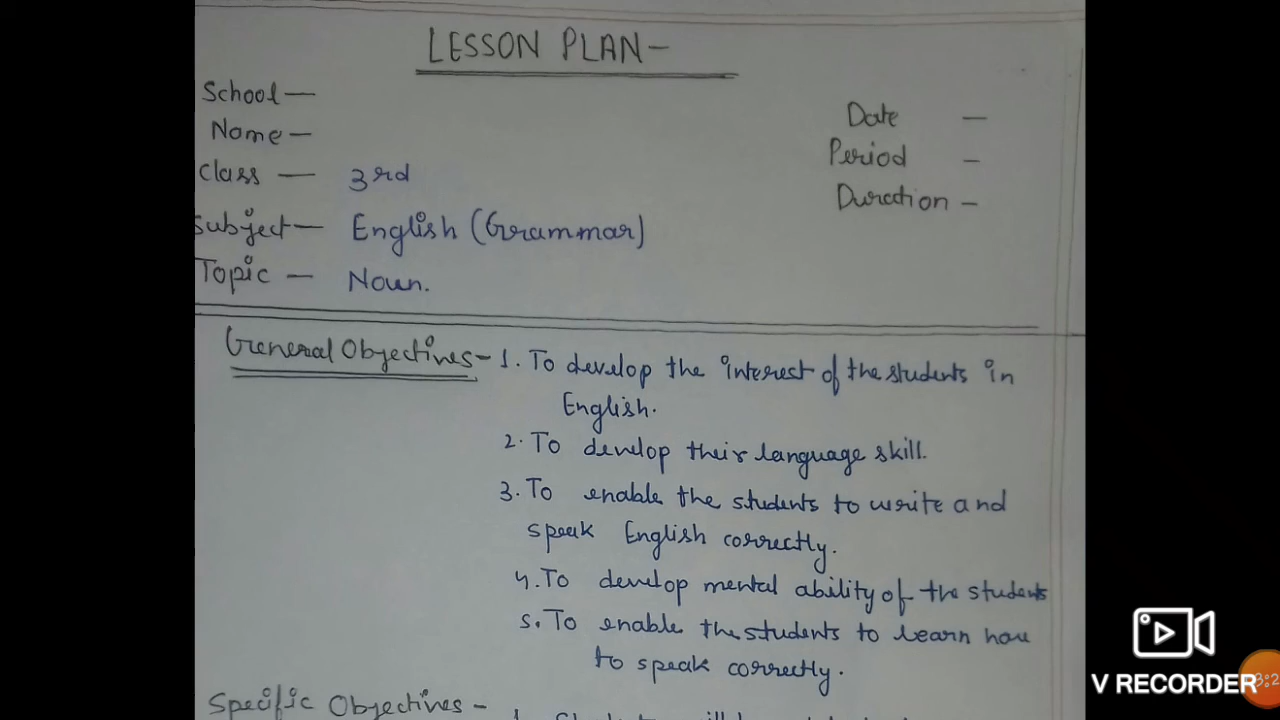 LESSON PLAN-
School —
Name —
Class — 3rd
Subject — English (Grammar)
Topic — Noun.
Date —
Period -
Duration -
General Objectives- 1. To develop the interest of the students in
English.
2. To develop their language skill.
3. To enable the students to write and
speak English correctly.
4. To develop mental ability of the students
5. To enable the students to learn how
to speak correctly.
Specific Objectives -
V RECORDER